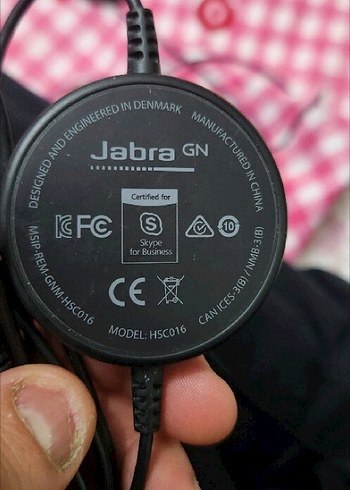 DESIGNED AND ENGINEERED IN DENMARK
MANUFACTURED IN CHINA
Jabra GN
Certified for
S
Skype
for Business
FC
10
CE
MSIP-REM-GNM-HSC016
MODEL: HSC016
CAN ICES-3(B) / NMB-3(B)